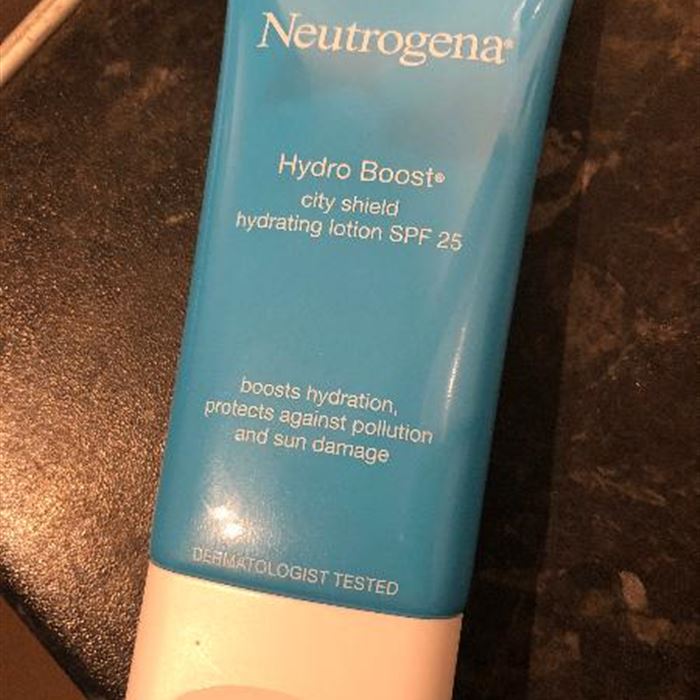 Neutrogena®
Hydro Boost®
city shield
hydrating lotion SPF 25
boosts hydration,
protects against pollution
and sun damage
DERMATOLOGIST TESTED